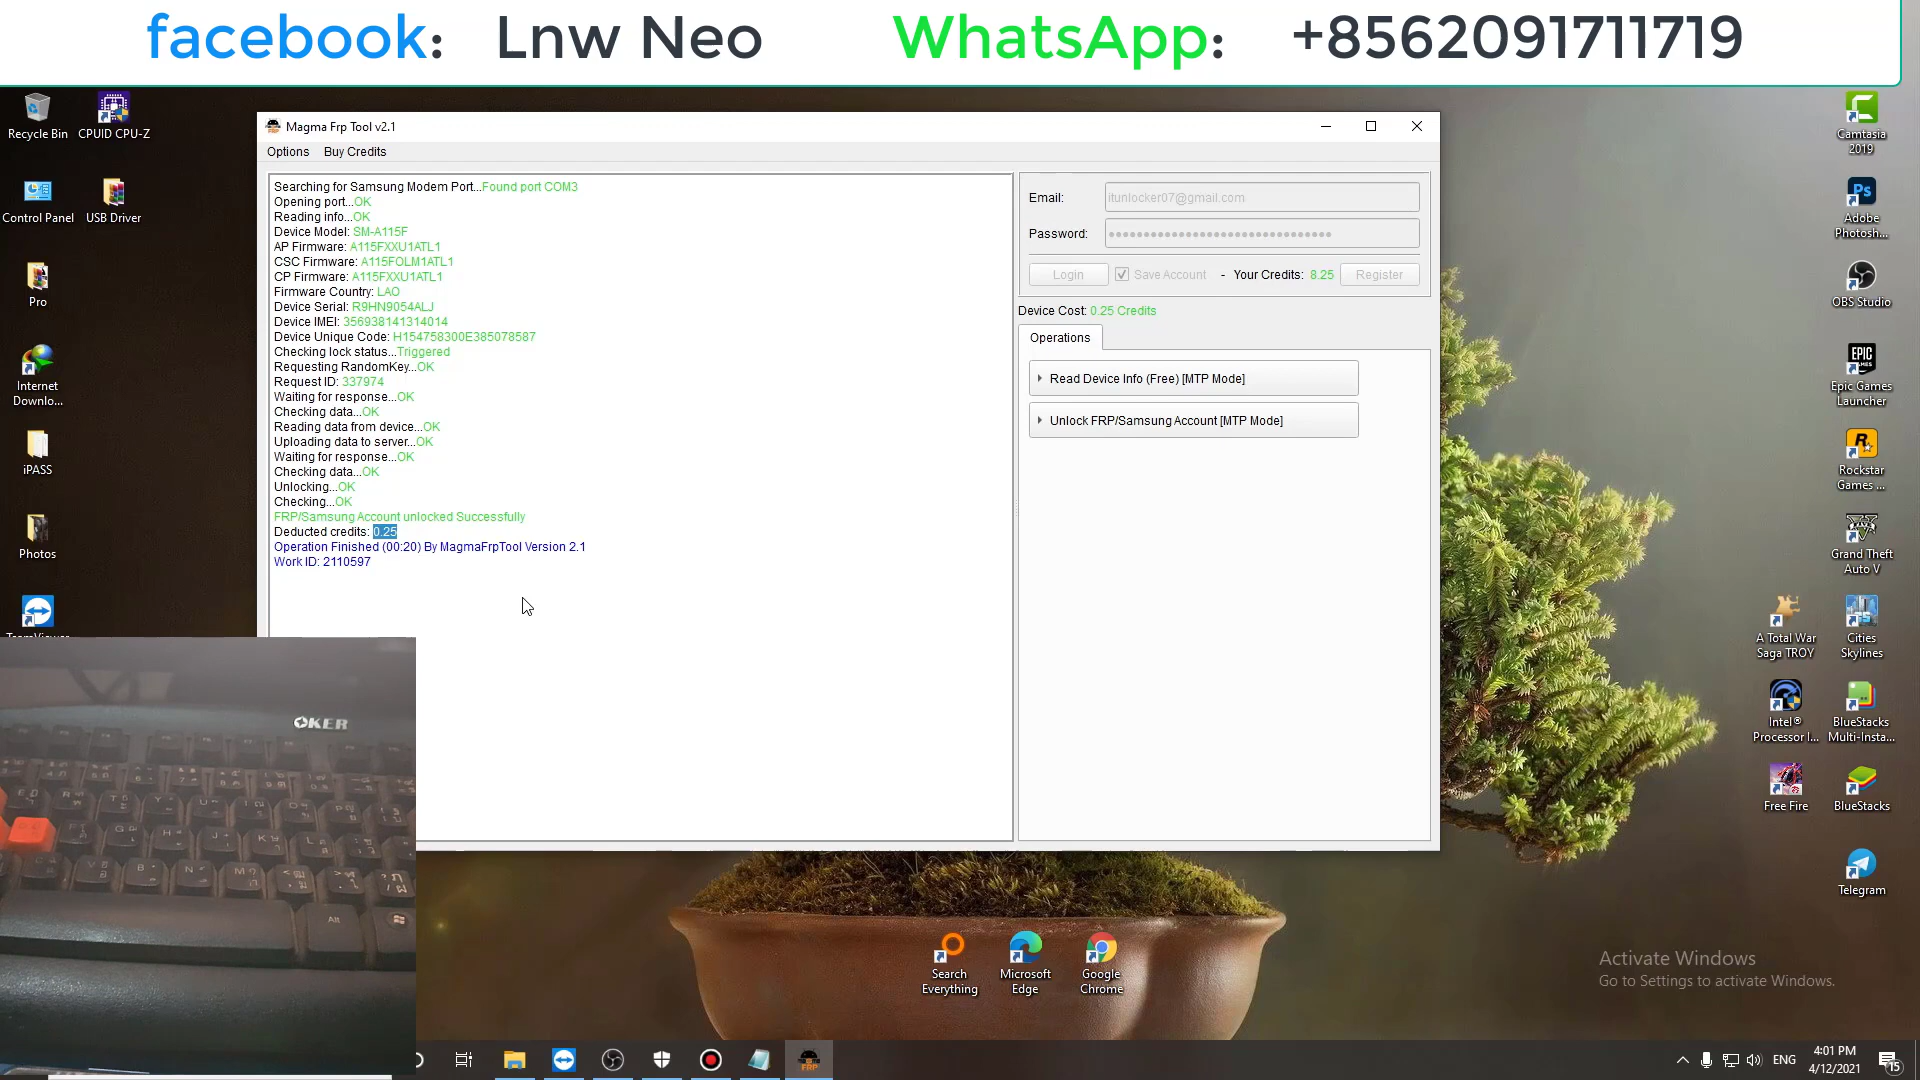 facebook: Lnw Neo WhatsApp: +8562091711719
Recycle Bin
CPUID CPU-Z
Control Panel
USB Driver
Pro
Internet
Downlo...
iPASS
Photos
TeamViewer
Magma Frp Tool v2.1
Options Buy Credits
Searching for Samsung Modem Port...Found port COM3
Opening port...OK
Reading info...OK
Device Model: SM-A115F
AP Firmware: A115FXXU1ATL1
CSC Firmware: A115FOLM1ATL1
CP Firmware: A115FXXU1ATL1
Firmware Country: LAO
Device Serial: R9HN9054ALJ
Device IMEI: 356938141314014
Device Unique Code: H154758300E385078587
Checking lock status...Triggered
Requesting RandomKey...OK
Request ID: 337974
Waiting for response...OK
Checking data...OK
Reading data from device...OK
Uploading data to server...OK
Waiting for response...OK
Checking data...OK
Unlocking...OK
Checking...OK
FRP/Samsung Account unlocked Successfully
Deducted credits: 0.25
Operation Finished (00:20) By MagmaFrpTool Version 2.1
Work ID: 2110597
Email: itunlocker07@gmail.com
Password:
Login Save Account - Your Credits: 8.25 Register
Device Cost: 0.25 Credits
Operations
Read Device Info (Free) [MTP Mode]
Unlock FRP/Samsung Account [MTP Mode]
Camtasia
2019
Ps
Adobe
Photosh...
OBS Studio
EPIC
GAMES
Epic Games
Launcher
Rockstar
Games ...
Grand Theft
Auto V
A Total War
Saga TROY
Cities
Skylines
Intel®
Processor I...
BlueStacks
Multi-Insta...
Free Fire
BlueStacks
Telegram
OKER
Alt
Search
Everything
Microsoft
Edge
Google
Chrome
Activate Windows
Go to Settings to activate Windows.
FRP
ENG
4:01 PM
4/12/2021
15